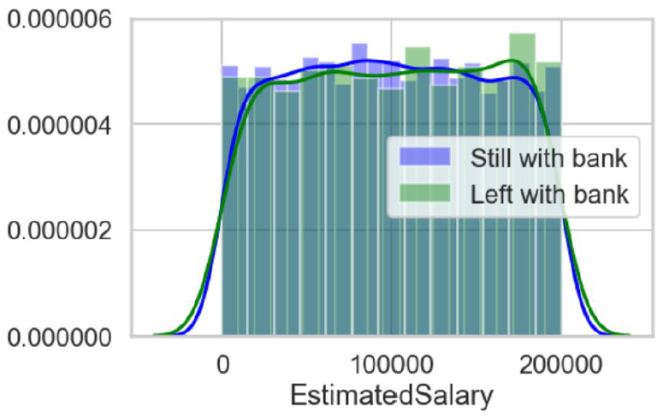 0.000006
0.000004
0.000002
0.000000
Still with bank
Left with bank
0 100000 200000
EstimatedSalary